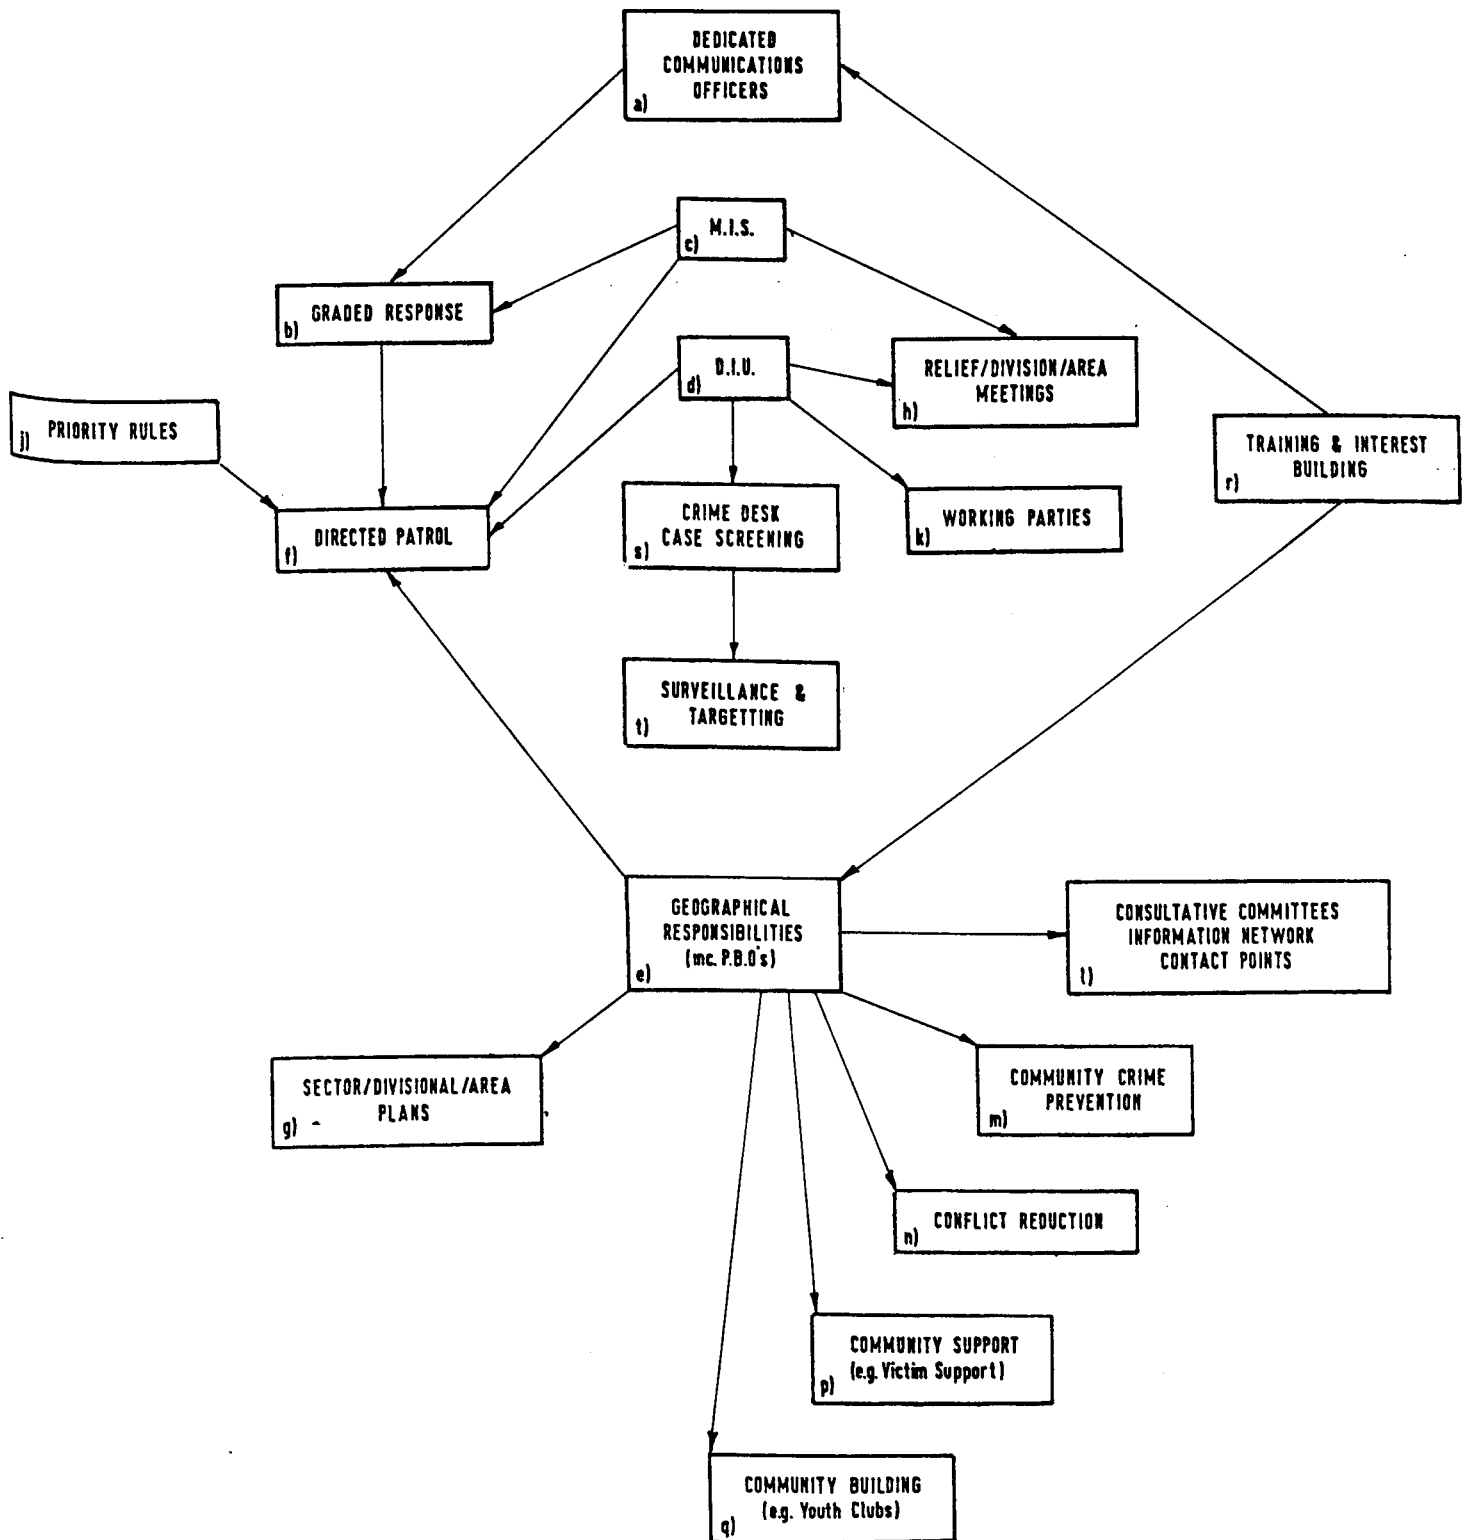 DEDICATED
COMMUNICATIONS
OFFICERS
a)
M.I.S.
c)
GRADED RESPONSE
b)
D.I.U.
d)
RELIEF/DIVISION/AREA
MEETINGS
h)
PRIORITY RULES
j)
TRAINING & INTEREST
BUILDING
r)
CRIME DESK
CASE SCREENING
s)
WORKING PARTIES
k)
DIRECTED PATROL
f)
SURVEILLANCE &
TARGETTING
t)
GEOGRAPHICAL
RESPONSIBILITIES
(inc. P.B.O's)
e)
CONSULTATIVE COMMITTEES
INFORMATION NETWORK
CONTACT POINTS
l)
SECTOR/DIVISIONAL/AREA
PLANS
g)
COMMUNITY CRIME
PREVENTION
m)
CONFLICT REDUCTION
n)
COMMUNITY SUPPORT
(e.g. Victim Support)
p)
COMMUNITY BUILDING
(e.g. Youth Clubs)
q)